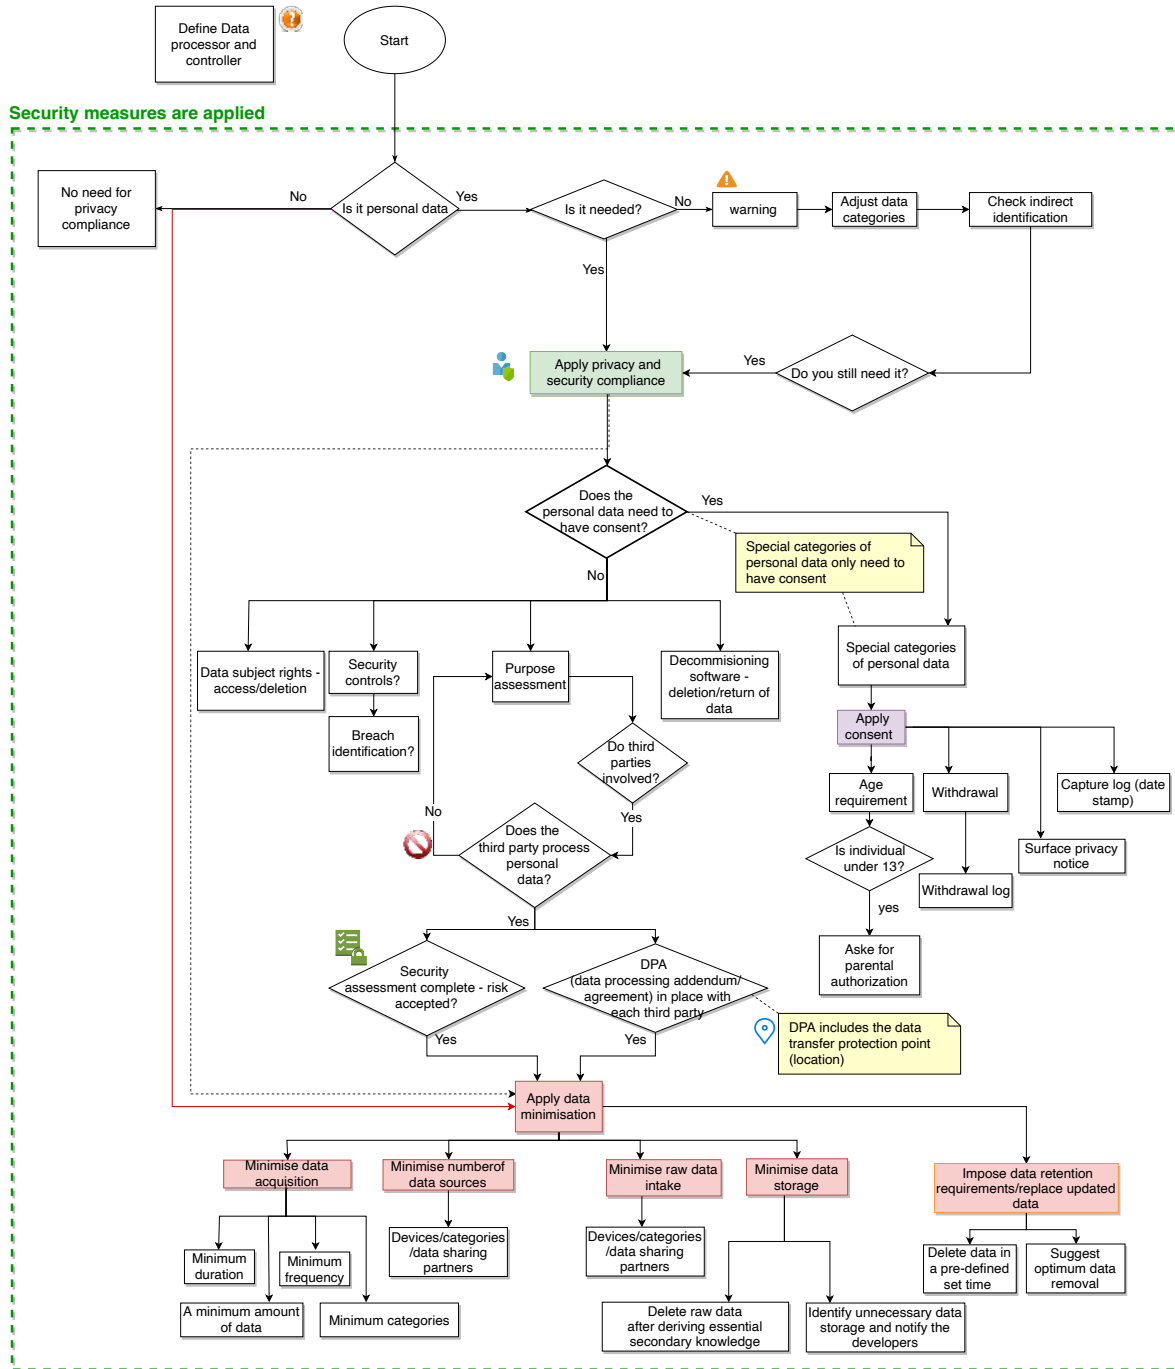 Define Data
processor and
controller
Start
Security measures are applied
No need for
privacy
compliance
No
Is it personal data
Yes
Is it needed?
No
warning
Adjust data
categories
Check indirect
identification
Yes
Apply privacy and
security compliance
Yes
Do you still need it?
Does the
personal data need to
have consent?
Yes
Special categories of
personal data only need to
have consent
No
Special categories
of personal data
Data subject rights -
access/deletion
Security
controls?
Purpose
assessment
Decommisioning
software -
deletion/return of
data
Breach
identification?
Apply
consent
Do third
parties
involved?
Age
requirement
Withdrawal
Capture log (date
stamp)
No
Yes
Does the
third party process
personal
data?
Is individual
under 13?
Surface privacy
notice
Withdrawal log
yes
Yes
Aske for
parental
authorization
Security
assessment complete - risk
accepted?
DPA
(data processing addendum/
agreement) in place with
each third party
DPA includes the data
transfer protection point
(location)
Yes
Yes
Apply data
minimisation
Minimise data
acquisition
Minimise numberof
data sources
Minimise raw data
intake
Minimise data
storage
Impose data retention
requirements/replace updated
data
Minimum
duration
Minimum
frequency
Devices/categories
/data sharing
partners
Devices/categories
/data sharing
partners
Delete data in
a pre-defined
set time
Suggest
optimum data
removal
A minimum amount
of data
Minimum categories
Delete raw data
after deriving essential
secondary knowledge
Identify unnecessary data
storage and notify the
developers